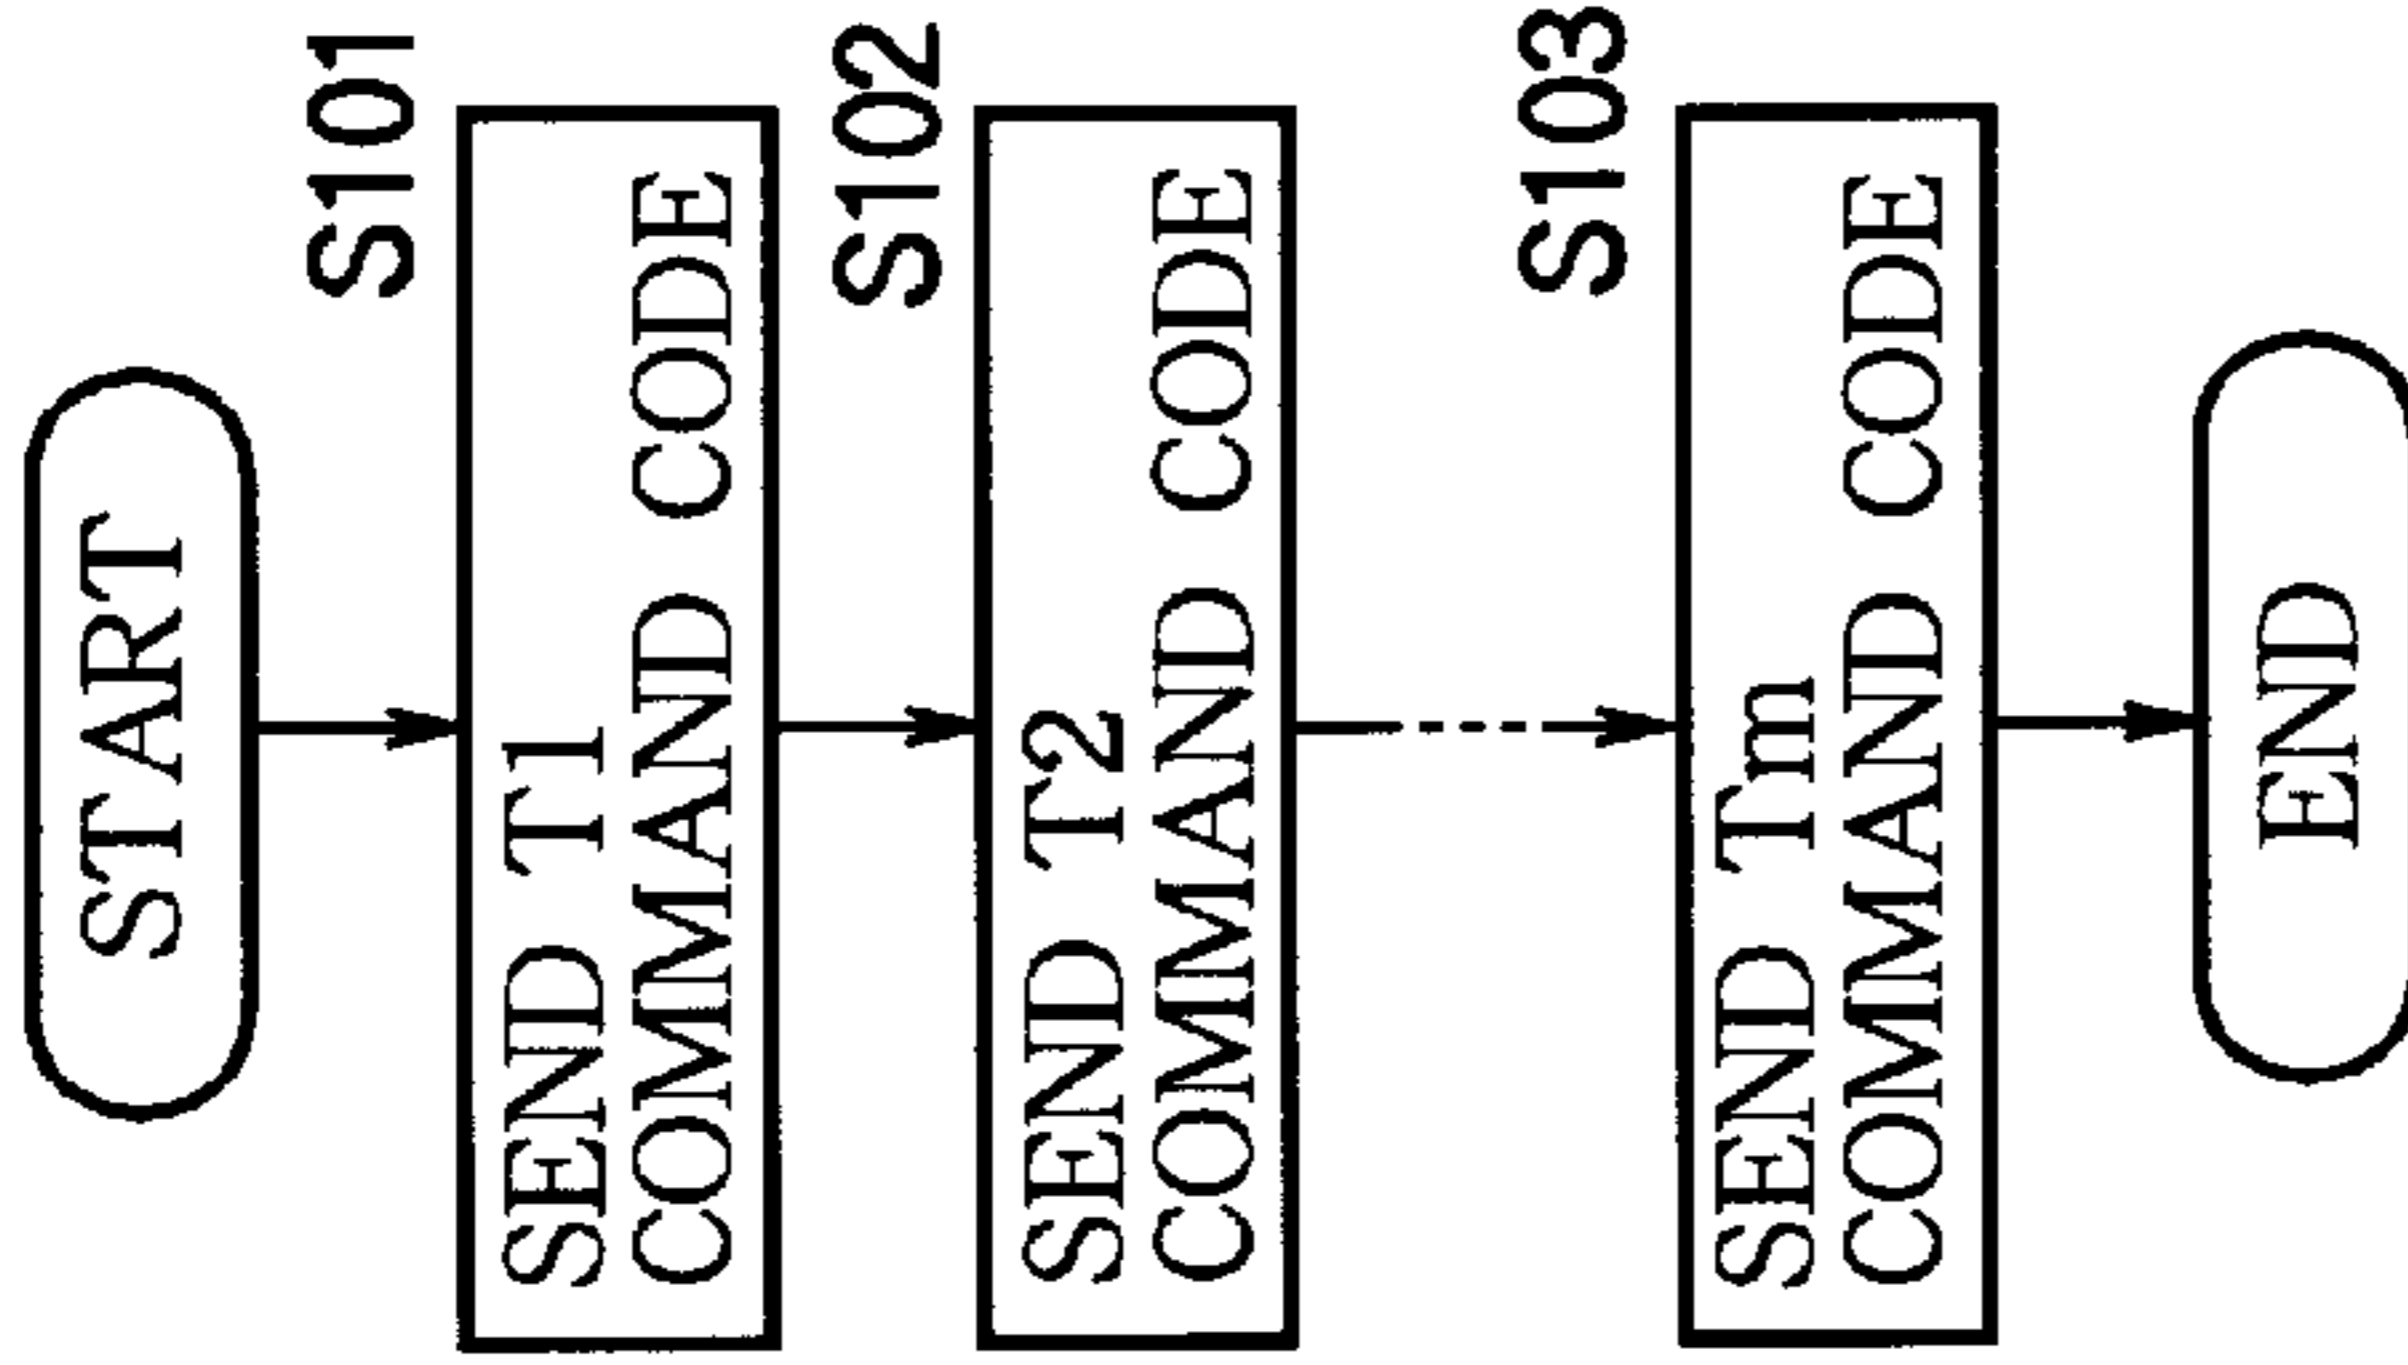 START
S101
SEND T1
COMMAND CODE
S102
SEND T2
COMMAND CODE
S103
SEND Tm
COMMAND CODE
END